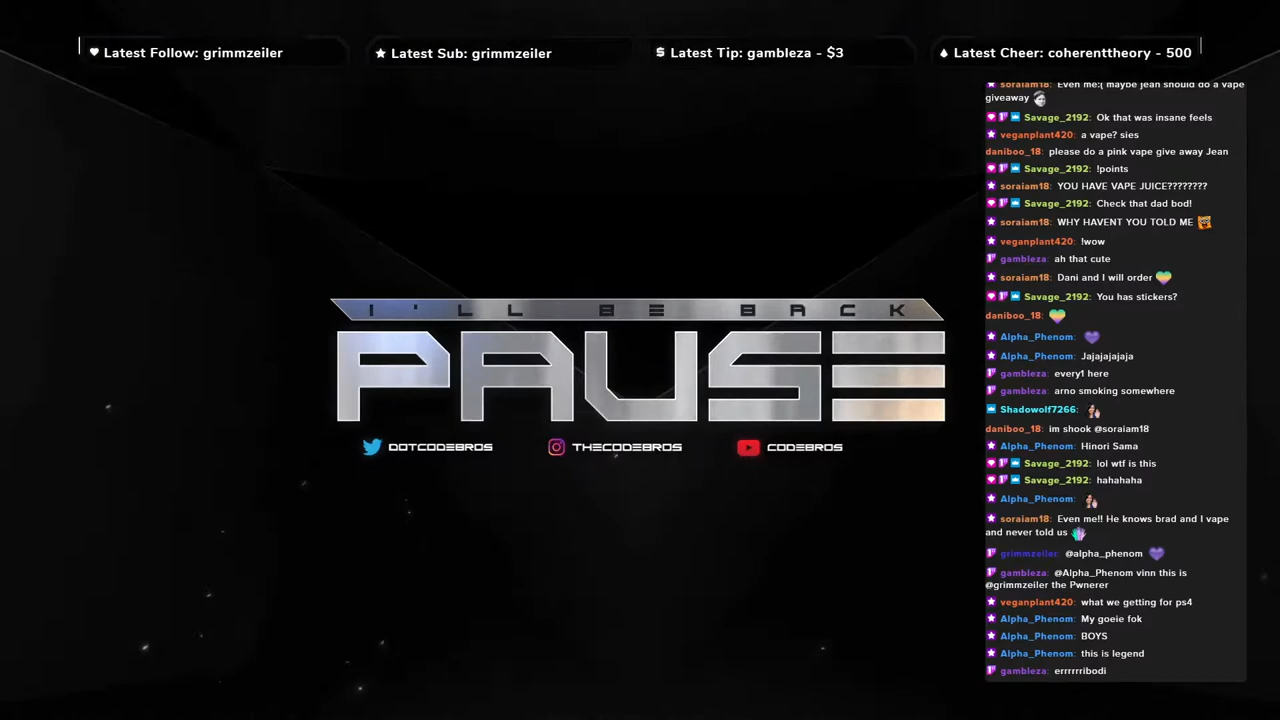 Latest Follow: grimmzeiler
Latest Sub: grimmzeiler
Latest Tip: gambleza - $3
Latest Cheer: coherenttheory - 500
soraiam18: Even me:( maybe jean should do a vape
giveaway
Savage_2192: Ok that was insane feels
veganplant420: a vape? sies
daniboo_18: please do a pink vape give away Jean
Savage_2192: !points
soraiam18: YOU HAVE VAPE JUICE????????
Savage_2192: Check that dad bod!
soraiam18: WHY HAVENT YOU TOLD ME
veganplant420: !wow
gambleza: ah that cute
soraiam18: Dani and I will order
Savage_2192: You has stickers?
daniboo_18:
Alpha_Phenom:
Alpha_Phenom: Jajajajajaja
gambleza: every1 here
gambleza: arno smoking somewhere
Shadowolf7266:
daniboo_18: im shook @soraiam18
Alpha_Phenom: Hinori Sama
Savage_2192: lol wtf is this
Savage_2192: hahahaha
Alpha_Phenom:
soraiam18: Even me!! He knows brad and I vape
and never told us
grimmzeiler: @alpha_phenom
gambleza: @Alpha_Phenom vinn this is
@grimmzeiler the Pwnerer
veganplant420: what we getting for ps4
Alpha_Phenom: My goeie fok
Alpha_Phenom: BOYS
Alpha_Phenom: this is legend
gambleza: errrrrribodi
I'LL BE BACK
PAUSE
DOTCODEBROS
THECODEBROS
CODEBROS